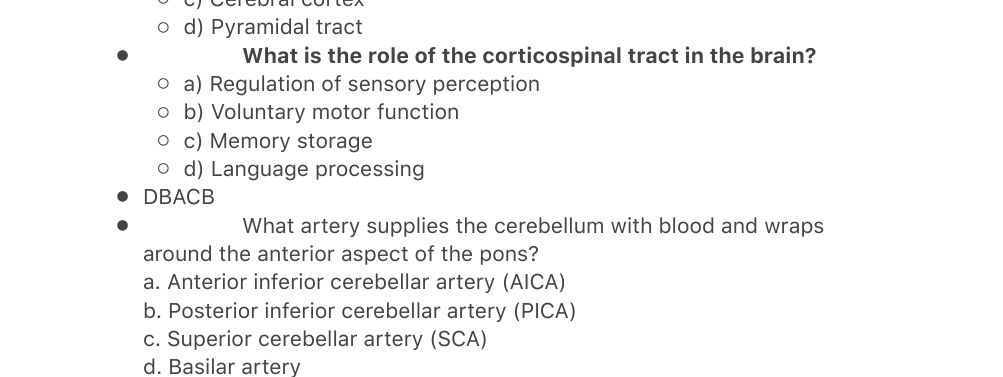 c) Cerebral cortex
d) Pyramidal tract
What is the role of the corticospinal tract in the brain?
a) Regulation of sensory perception
b) Voluntary motor function
c) Memory storage
d) Language processing
DBACB
What artery supplies the cerebellum with blood and wraps
around the anterior aspect of the pons?
a. Anterior inferior cerebellar artery (AICA)
b. Posterior inferior cerebellar artery (PICA)
c. Superior cerebellar artery (SCA)
d. Basilar artery